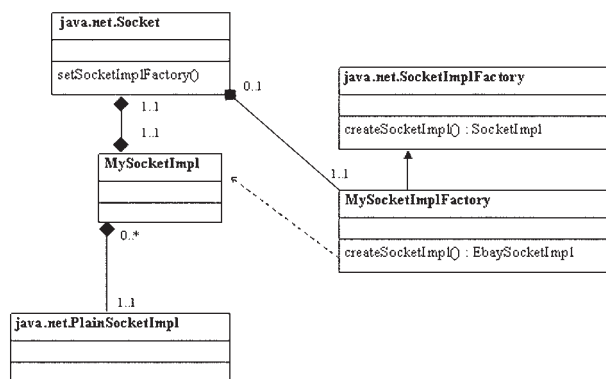 java.net.Socket
setSocketImplFactory()
0..1
1..1
1..1
java.net.SocketImplFactory
createSocketImpl() : SocketImpl
MySocketImpl
1..1
MySocketImplFactory
createSocketImpl() : EbaySocketImpl
0..*
1..1
java.net.PlainSocketImpl